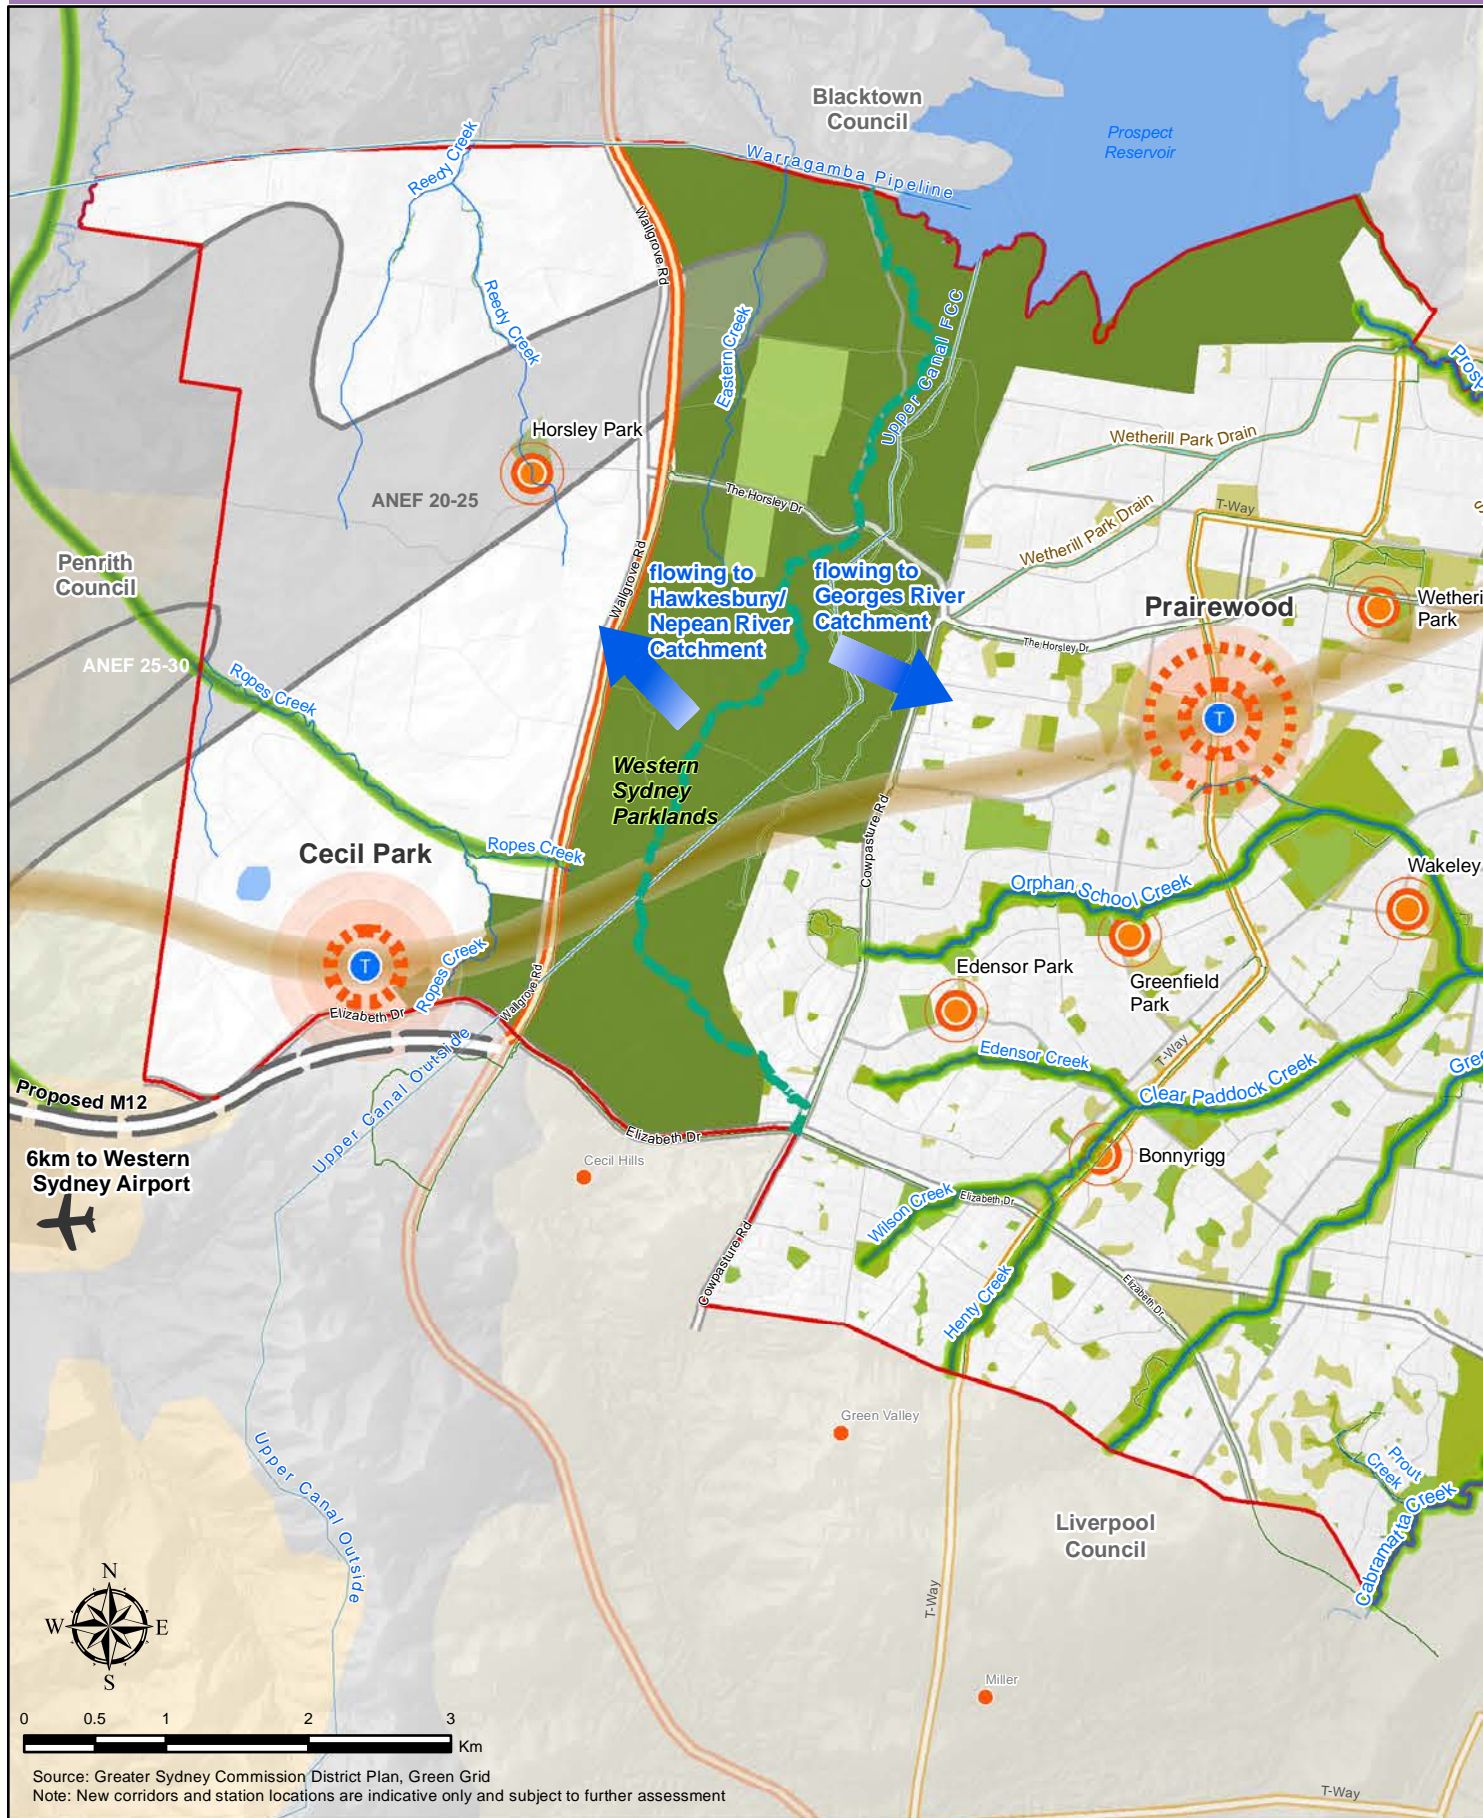 Blacktown
Council
Prospect
Reservoir
Warragamba Pipeline
Reedy Creek
Wallgrove Rd
Reedy Creek
Eastern Creek
Upper Canal FCC
Horsley Park
ANEF 20-25
The Horsley Dr
Wetherill Park Drain
T-Way
Wetherill Park Drain
Penrith
Council
Wallgrove Rd
flowing to
Hawkesbury/
Nepean River
Catchment
flowing to
Georges River
Catchment
Prairewood
Park
The Horsley Dr
ANEF 25-30
Ropes Creek
Western
Sydney
Parklands
Cowpasture Rd
Cecil Park
Ropes Creek
Orphan School Creek
Wakeley
Edensor Park
Greenfield
Park
Ropes Creek
Wallgrove Rd
Elizabeth Dr
Upper Canal Outside
Edensor Creek
T-Way
Clear Paddock Creek
Proposed M12
6km to Western
Sydney Airport
Elizabeth Dr
Cecil Hills
Bonnyrigg
Wilson Creek
Elizabeth Dr
Cowpasture Rd
Henty Creek
Elizabeth Dr
Green Valley
Upper Canal Outside
Prout
Creek
Cabramatta Creek
Liverpool
Council
T-Way
Miller
N
W E
S
0 0.5 1 2 3
Km
Source: Greater Sydney Commission District Plan, Green Grid
Note: New corridors and station locations are indicative only and subject to further assessment
T-Way
T
T